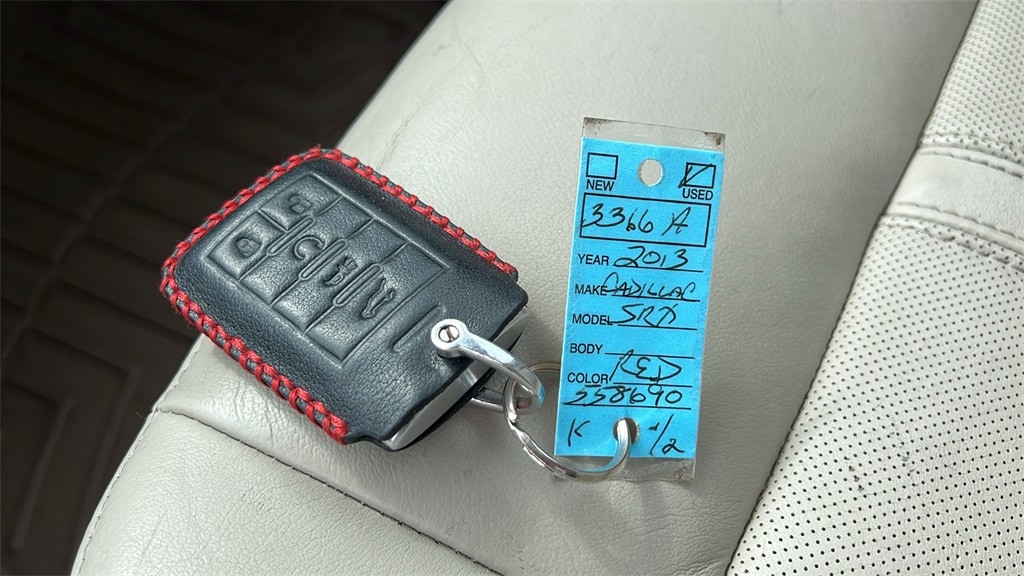 NEW USED
3366 A
YEAR 2013
MAKE CADILLAC
MODEL SRX
BODY
COLOR RED
558690
K -1/2